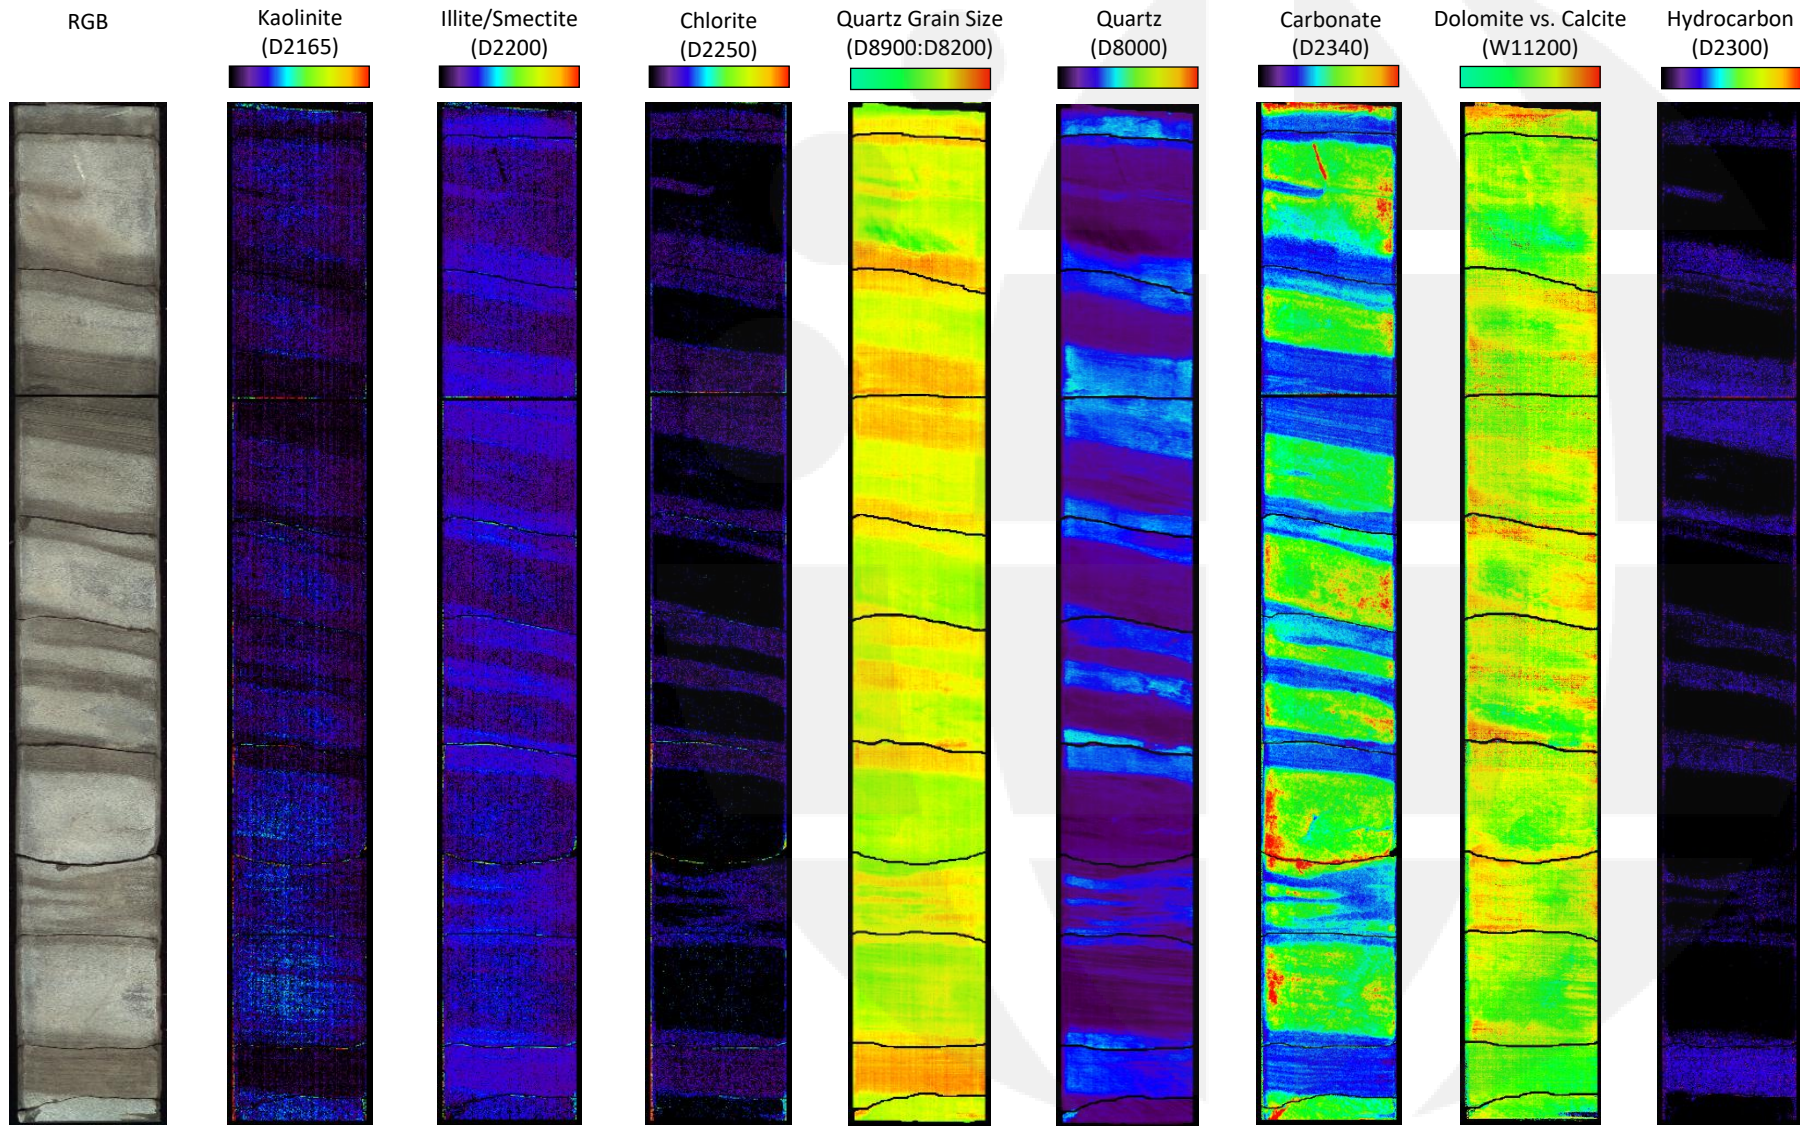 RGB
Kaolinite
(D2165)
Illite/Smectite
(D2200)
Chlorite
(D2250)
Quartz Grain Size
(D8900:D8200)
Quartz
(D8000)
Carbonate
(D2340)
Dolomite vs. Calcite
(W11200)
Hydrocarbon
(D2300)